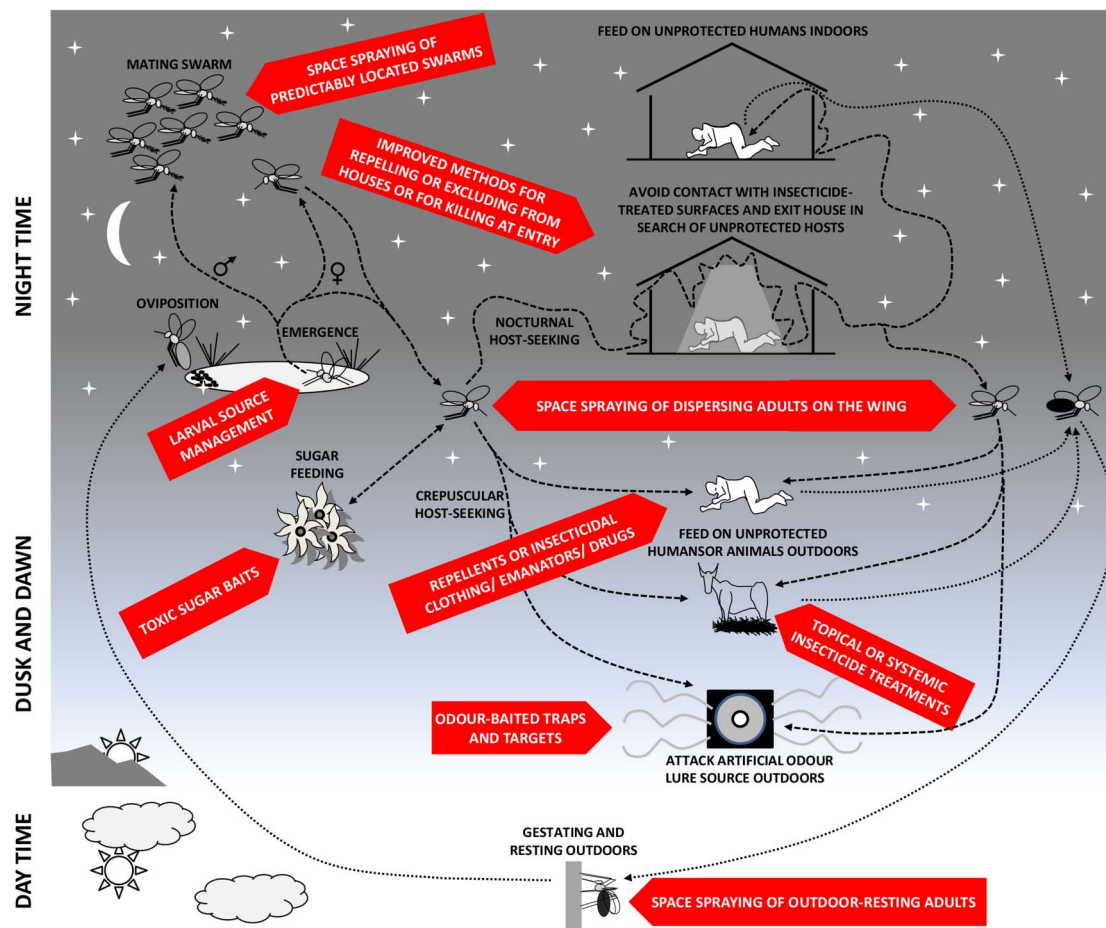 NIGHT TIME
DUSK AND DAWN
DAY TIME
MATING SWARM
SPACE SPRAYING OF
PREDICTABLY LOCATED SWARMS
FEED ON UNPROTECTED HUMANS INDOORS
IMPROVED METHODS FOR
REPELLING OR EXCLUDING FROM
HOUSES OR FOR KILLING AT
ENTRY
AVOID CONTACT WITH INSECTICIDE-
TREATED SURFACES AND EXIT HOUSE IN
SEARCH OF UNPROTECTED HOSTS
♂
♀
OVIPOSITION
EMERGENCE
NOCTURNAL
HOST-SEEKING
LARVAL SOURCE
MANAGEMENT
SPACE SPRAYING OF DISPERSING ADULTS ON THE WING
SUGAR
FEEDING
CREPUSCULAR
HOST-SEEKING
TOXIC SUGAR BAITS
REPELLENTS OR INSECTICIDAL
CLOTHING/ EMANATORS/ DRUGS
FEED ON UNPROTECTED
HUMANSOR ANIMALS OUTDOORS
TOPICAL OR SYSTEMIC
INSECTICIDE TREATMENTS
ODOUR-BAITED TRAPS
AND TARGETS
ATTACK ARTIFICIAL ODOUR
LURE SOURCE OUTDOORS
GESTATING AND
RESTING OUTDOORS
SPACE SPRAYING OF OUTDOOR-RESTING ADULTS